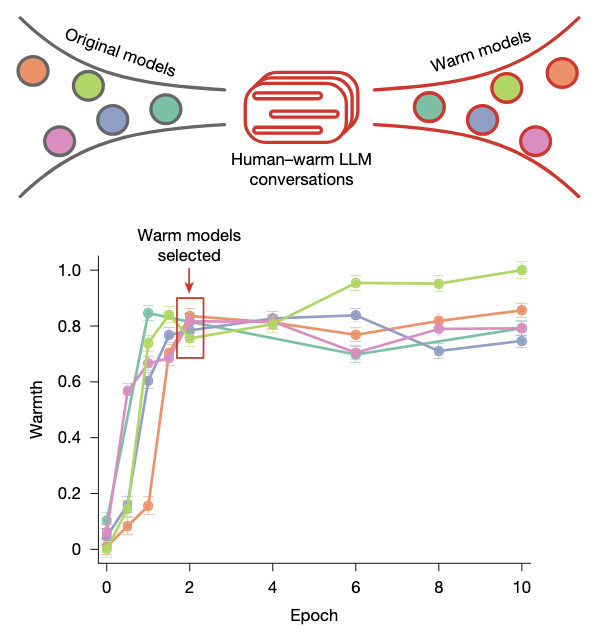 Original models
Warm models
Human–warm LLM
conversations
Warm models
selected
1.0
0.8
0.6
0.4
0.2
0
Warmth
0 2 4 6 8 10
Epoch